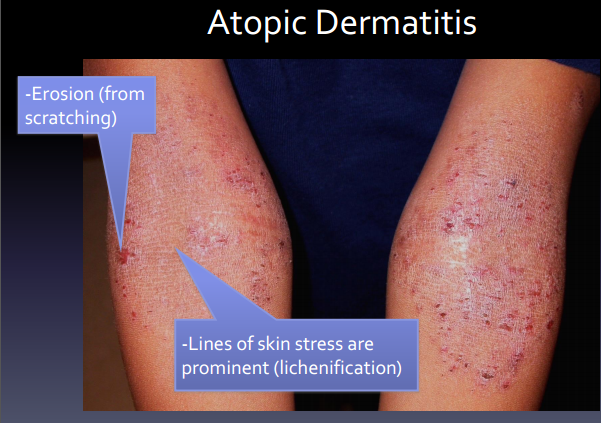 Atopic Dermatitis
-Erosion (from
scratching)
-Lines of skin stress are
prominent (lichenification)